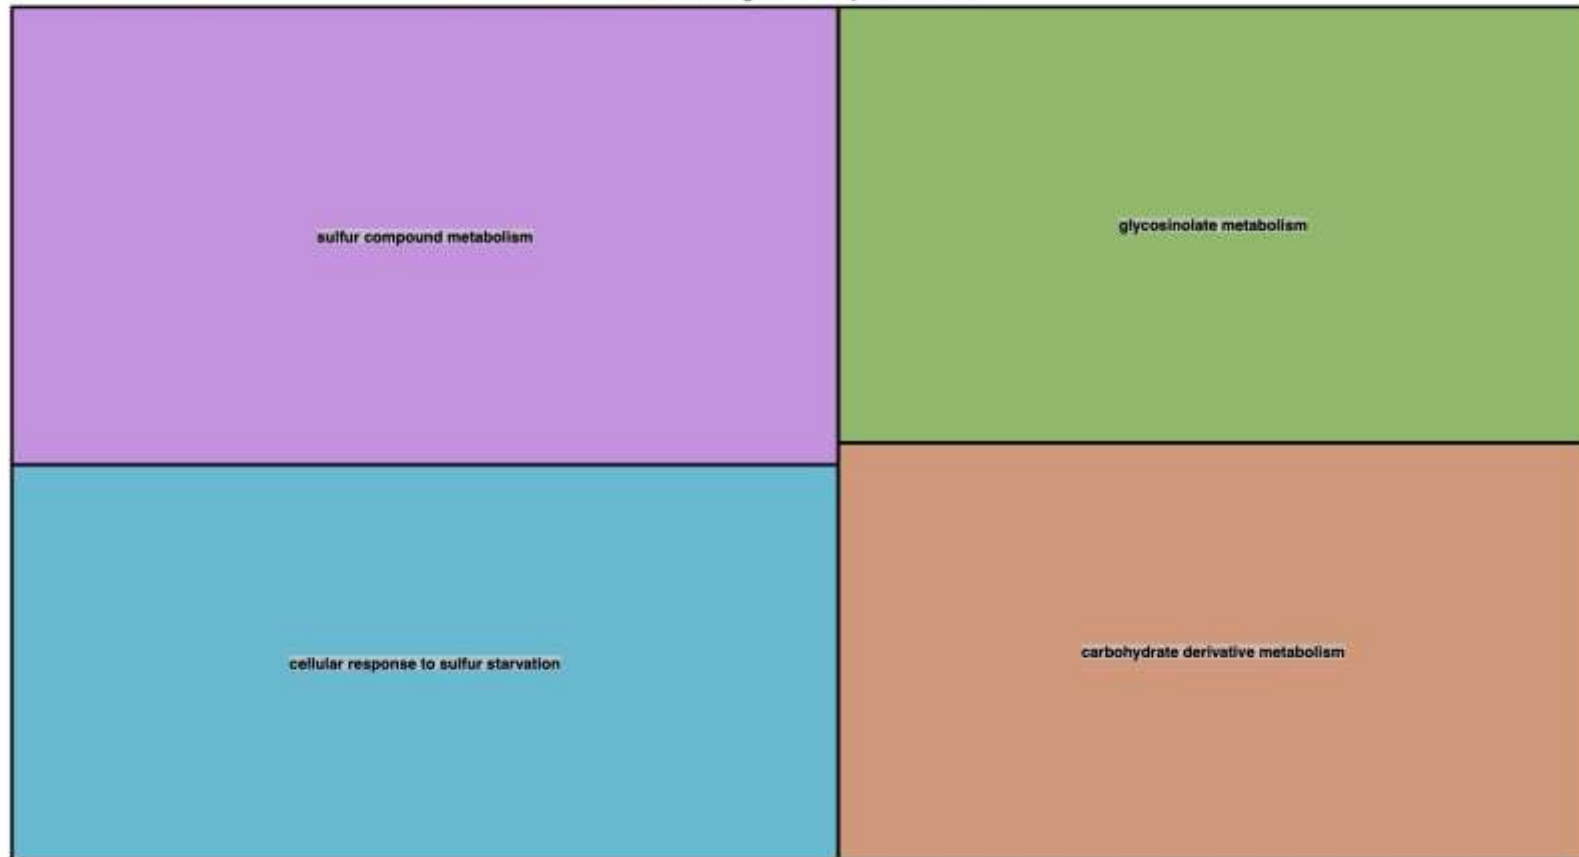 sulfur compound metabolism
glycosinolate metabolism
cellular response to sulfur starvation
carbohydrate derivative metabolism